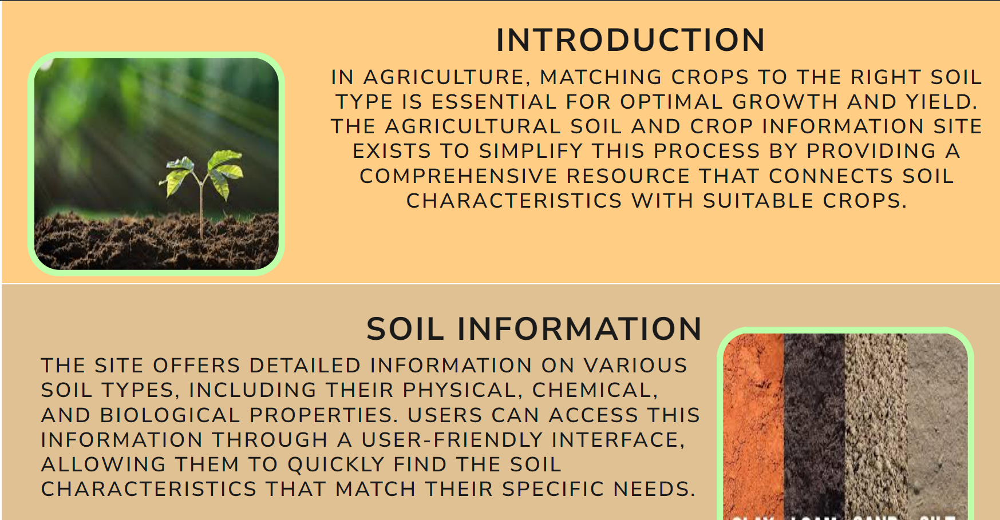 INTRODUCTION
IN AGRICULTURE, MATCHING CROPS TO THE RIGHT SOIL
TYPE IS ESSENTIAL FOR OPTIMAL GROWTH AND YIELD.
THE AGRICULTURAL SOIL AND CROP INFORMATION SITE
EXISTS TO SIMPLIFY THIS PROCESS BY PROVIDING A
COMPREHENSIVE RESOURCE THAT CONNECTS SOIL
CHARACTERISTICS WITH SUITABLE CROPS.
SOIL INFORMATION
THE SITE OFFERS DETAILED INFORMATION ON VARIOUS
SOIL TYPES, INCLUDING THEIR PHYSICAL, CHEMICAL,
AND BIOLOGICAL PROPERTIES. USERS CAN ACCESS THIS
INFORMATION THROUGH A USER-FRIENDLY INTERFACE,
ALLOWING THEM TO QUICKLY FIND THE SOIL
CHARACTERISTICS THAT MATCH THEIR SPECIFIC NEEDS.
CLAY LOAM SAND SILT